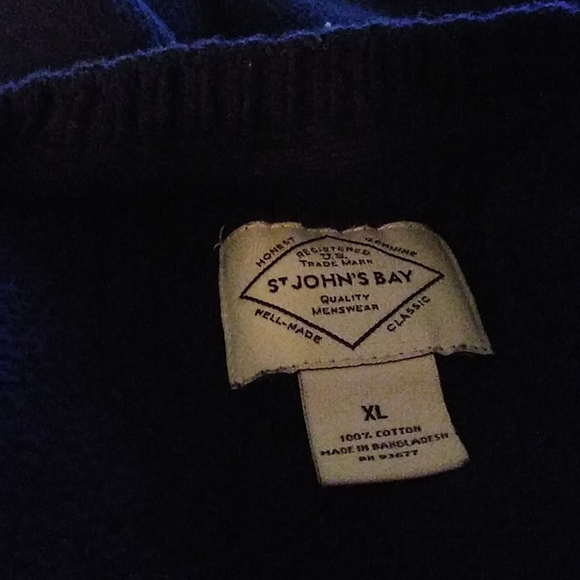 HONEST
GENUINE
REGISTERED
U.S.
TRADE MARK
ST JOHN'S BAY
QUALITY
MENSWEAR
WELL-MADE
CLASSIC
XL
100% COTTON
MADE IN BANGLADESH
RN 93677